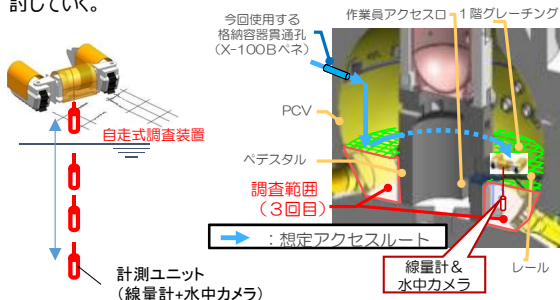 討していく。
自走式調査装置
計測ユニット
(線量計+水中カメラ)
今回使用する
格納容器貫通孔
(X-100Bペネ)
作業員アクセスロ
1階グレーチング
PCV
ペデスタル
調査範囲
(3回目)
:想定アクセスルート
線量計&
水中カメラ
レール